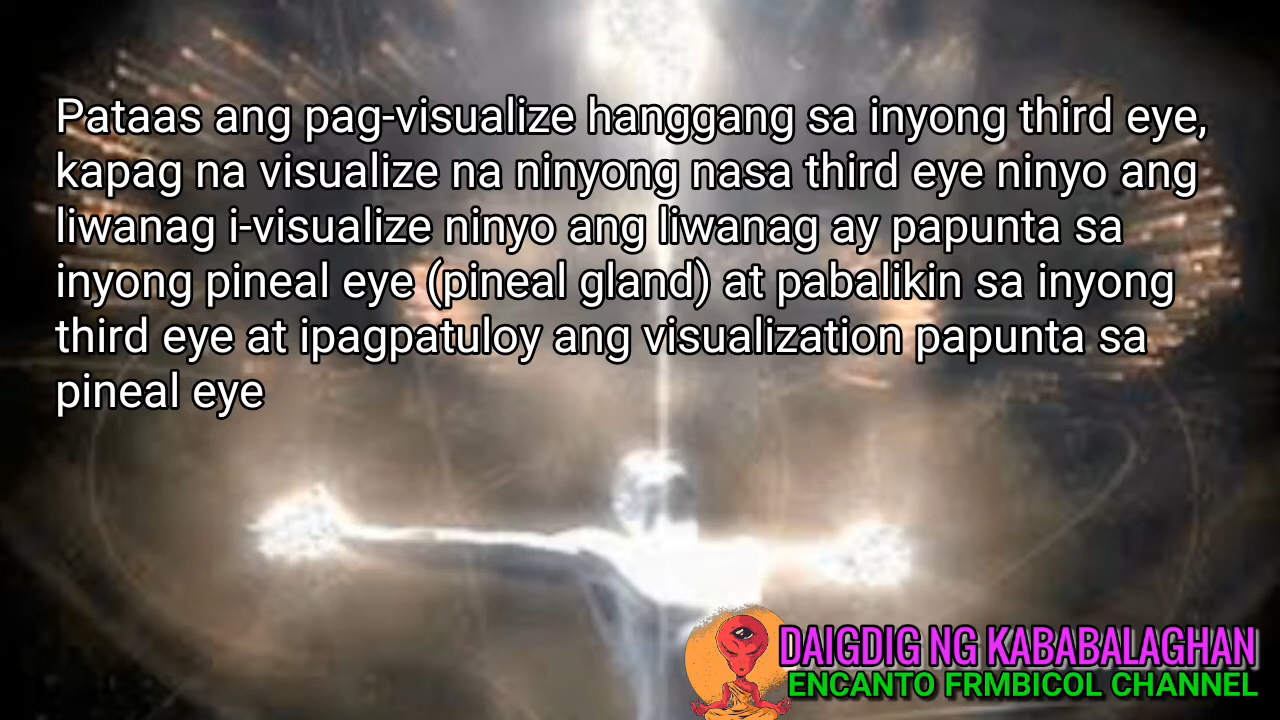 Pataas ang pag-visualize hanggang sa inyong third eye,
kapag na visualize na ninyong nasa third eye ninyo ang
liwanag i-visualize ninyo ang liwanag ay papunta sa
inyong pineal eye (pineal gland) at pabalikin sa inyong
third eye at ipagpatuloy ang visualization papunta sa
pineal eye
DAIGDIG NG KABABALAGHAN
ENCANTO FRMBICOL CHANNEL